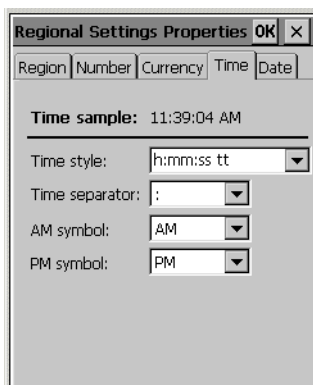 Regional Settings Properties OK ×
Region Number Currency Time Date
Time sample: 11:39:04 AM
Time style: h:mm:ss tt
Time separator: :
AM symbol: AM
PM symbol: PM